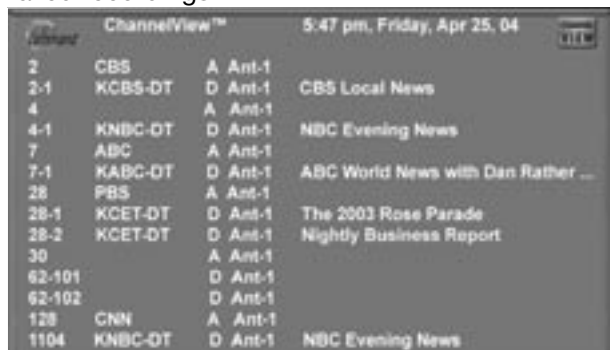 ChannelView™ 5:47 pm, Friday, Apr 25, 04
VIEW
2 CBS A Ant-1
2-1 KCBS-DT D Ant-1 CBS Local News
4 A Ant-1
4-1 KNBC-DT D Ant-1 NBC Evening News
7 ABC A Ant-1
7-1 KABC-DT D Ant-1 ABC World News with Dan Rather ...
28 PBS A Ant-1
28-1 KCET-DT D Ant-1 The 2003 Rose Parade
28-2 KCET-DT D Ant-1 Nightly Business Report
30 A Ant-1
62-101 D Ant-1
62-102 D Ant-1
128 CNN A Ant-1
1104 KNBC-DT D Ant-1 NBC Evening News